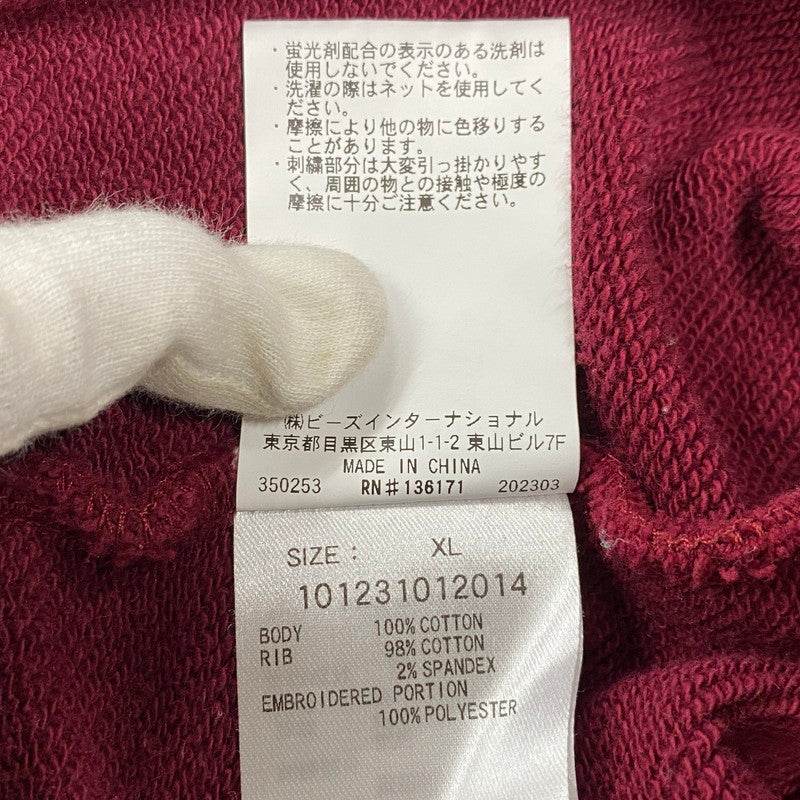 ・蛍光剤配合の表示のある洗剤は
使用しないでください。
・洗濯の際はネットを使用してく
ださい。
・摩擦により他の物に色移りする
ことがあります。
・刺繍部分は大変引っ掛かりやす
く、周囲の物との接触や極度の
摩擦に十分ご注意ください。
㈱ビーズインターナショナル
東京都目黒区東山1-1-2 東山ビル7F
MADE IN CHINA
350253 RN#136171 202303
SIZE : XL
101231012014
BODY 100% COTTON
RIB 98% COTTON
2% SPANDEX
EMBROIDERED PORTION
100% POLYESTER